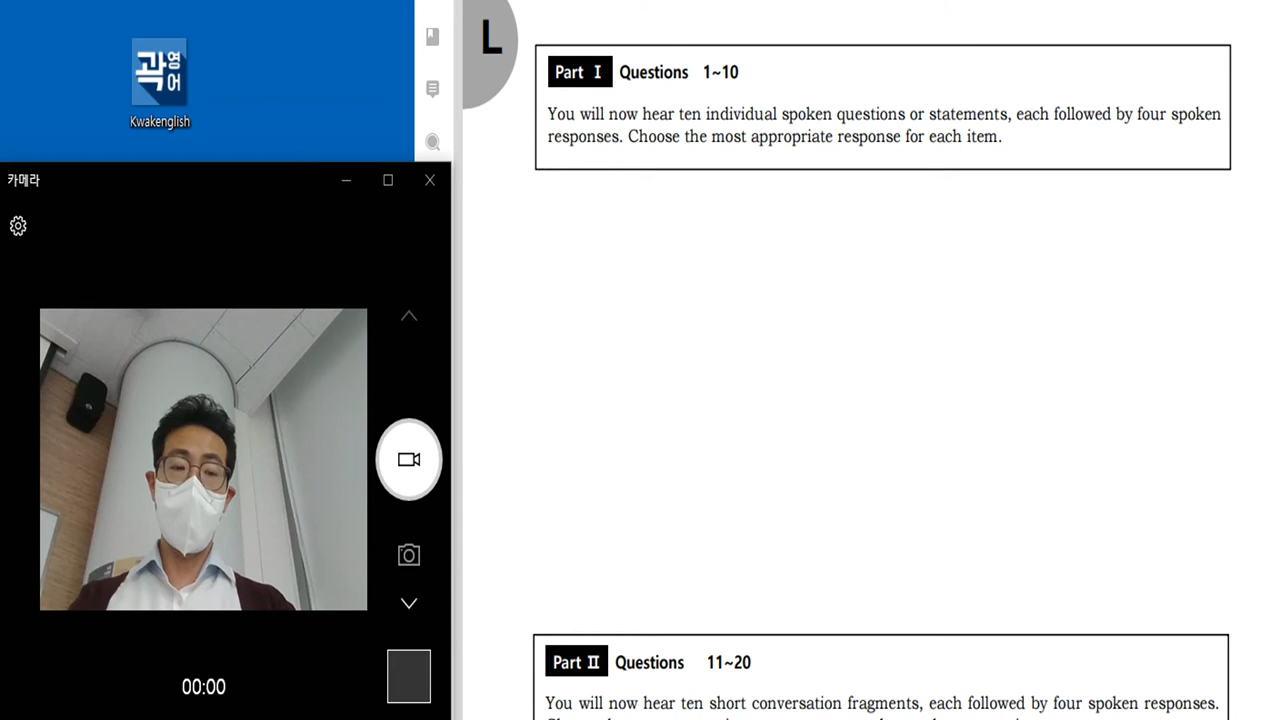 곽영어
Kwakenglish
카메라
00:00
L
Part Ⅰ Questions 1~10
You will now hear ten individual spoken questions or statements, each followed by four spoken
responses. Choose the most appropriate response for each item.
Part Ⅱ Questions 11~20
You will now hear ten short conversation fragments, each followed by four spoken responses.